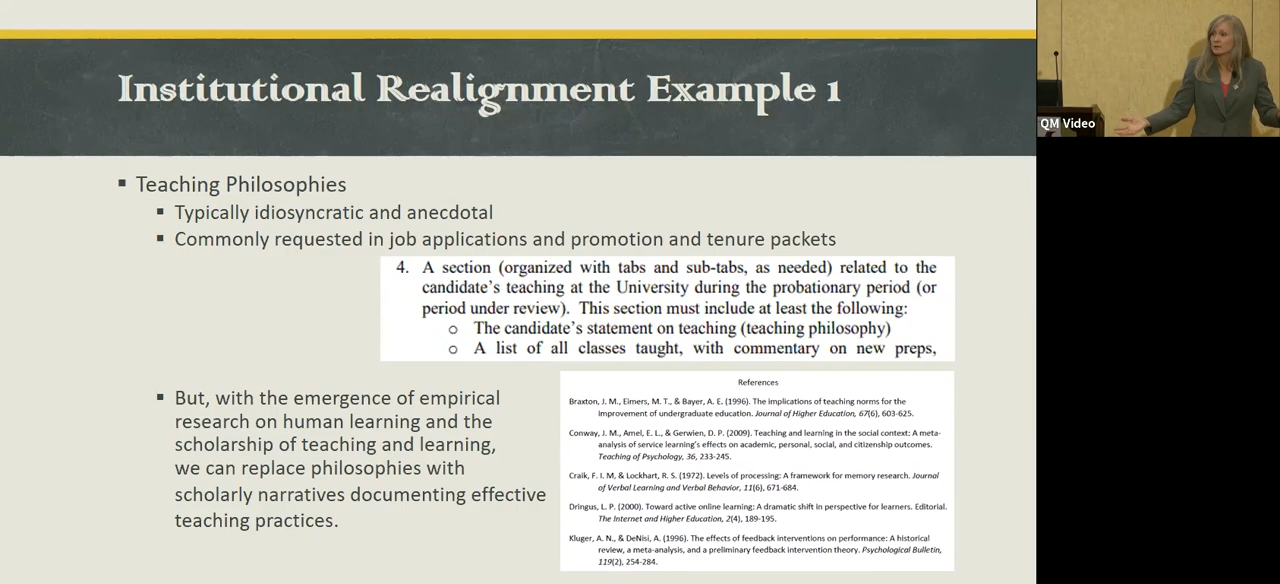 Institutional Realignment Example 1
QM Video
▪ Teaching Philosophies
▪ Typically idiosyncratic and anecdotal
▪ Commonly requested in job applications and promotion and tenure packets
4. A section (organized with tabs and sub-tabs, as needed) related to the
candidate's teaching at the University during the probationary period (or
period under review). This section must include at least the following:
o The candidate's statement on teaching (teaching philosophy)
o A list of all classes taught, with commentary on new preps,
▪ But, with the emergence of empirical
research on human learning and the
scholarship of teaching and learning,
we can replace philosophies with
scholarly narratives documenting effective
teaching practices.
References
Braxton, J. M., Eimers, M. T., & Bayer, A. E. (1996). The implications of teaching norms for the
improvement of undergraduate education. Journal of Higher Education, 67(6), 603-625.
Conway, J. M., Amel, E. L., & Gerwien, D. P. (2009). Teaching and learning in the social context: A meta-
analysis of service learning's effects on academic, personal, social, and citizenship outcomes.
Teaching of Psychology, 36, 233-245.
Craik, F. I. M, & Lockhart, R. S. (1972). Levels of processing: A framework for memory research. Journal
of Verbal Learning and Verbal Behavior, 11(6), 671-684.
Dringus, L. P. (2000). Toward active online learning: A dramatic shift in perspective for learners. Editorial.
The Internet and Higher Education, 2(4), 189-195.
Kluger, A. N., & DeNisi, A. (1996). The effects of feedback interventions on performance: A historical
review, a meta-analysis, and a preliminary feedback intervention theory. Psychological Bulletin,
119(2), 254-284.